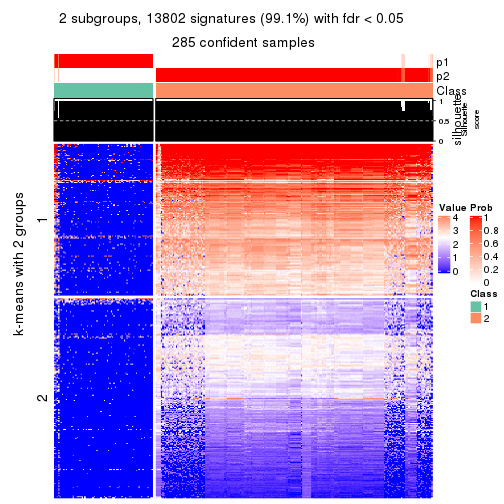 2 subgroups, 13802 signatures (99.1%) with fdr < 0.05
285 confident samples
p1
p2
Class
1
0.5
0
silhouette
Silhouette
score
k-means with 2 groups
1
2
Value
4
3
2
1
0
Prob
1
0.8
0.6
0.4
0.2
0
Class
1
2